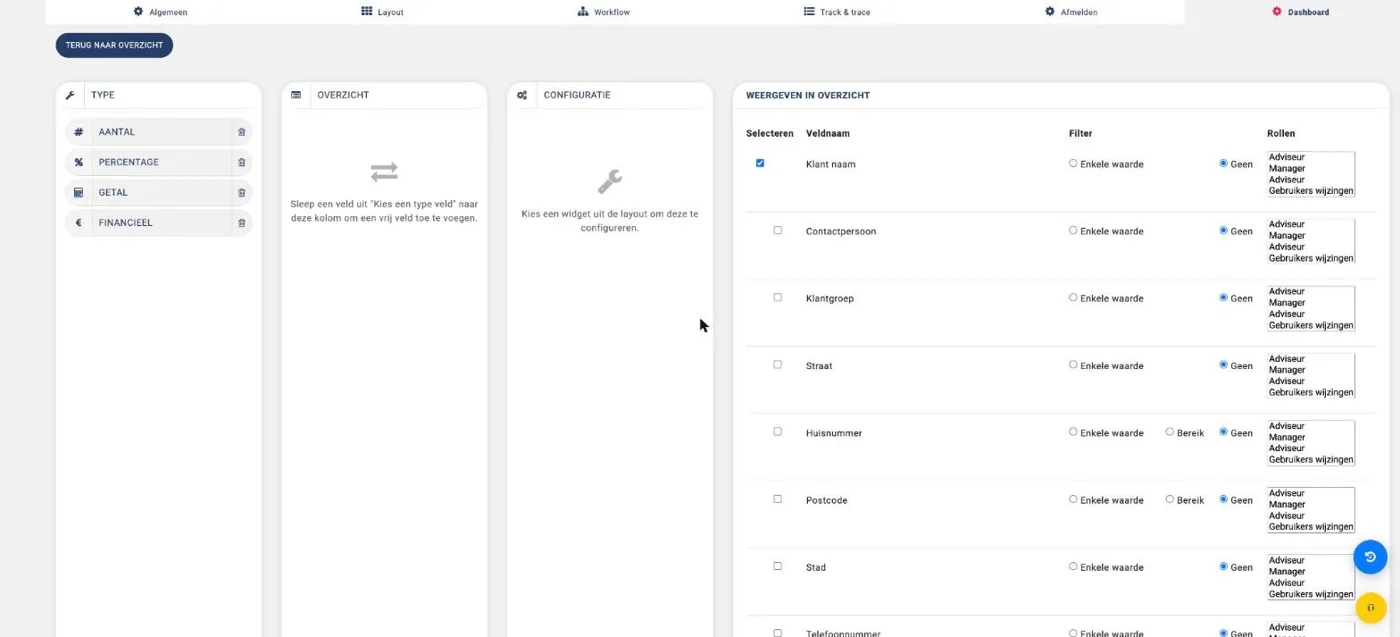 Algemeen
Layout
Workflow
Track & trace
Afmelden
Dashboard
TERUG NAAR OVERZICHT
TYPE
# AANTAL
% PERCENTAGE
GETAL
€ FINANCIEEL
OVERZICHT
Sleep een veld uit "Kies een type veld" naar
deze kolom om een vrij veld toe te voegen.
CONFIGURATIE
Kies een widget uit de layout om deze te
configureren.
WEERGEVEN IN OVERZICHT
Selecteren Veldnaam Filter Rollen
Klant naam Enkele waarde Geen
Adviseur
Manager
Adviseur
Gebruikers wijzingen
Contactpersoon Enkele waarde Geen
Adviseur
Manager
Adviseur
Gebruikers wijzingen
Klantgroep Enkele waarde Geen
Adviseur
Manager
Adviseur
Gebruikers wijzingen
Straat Enkele waarde Geen
Adviseur
Manager
Adviseur
Gebruikers wijzingen
Huisnummer Enkele waarde Bereik Geen
Adviseur
Manager
Adviseur
Gebruikers wijzingen
Postcode Enkele waarde Bereik Geen
Adviseur
Manager
Adviseur
Gebruikers wijzingen
Stad Enkele waarde Geen
Adviseur
Manager
Adviseur
Gebruikers wijzingen
Telefoonnummer Enkele waarde Geen
Adviseur